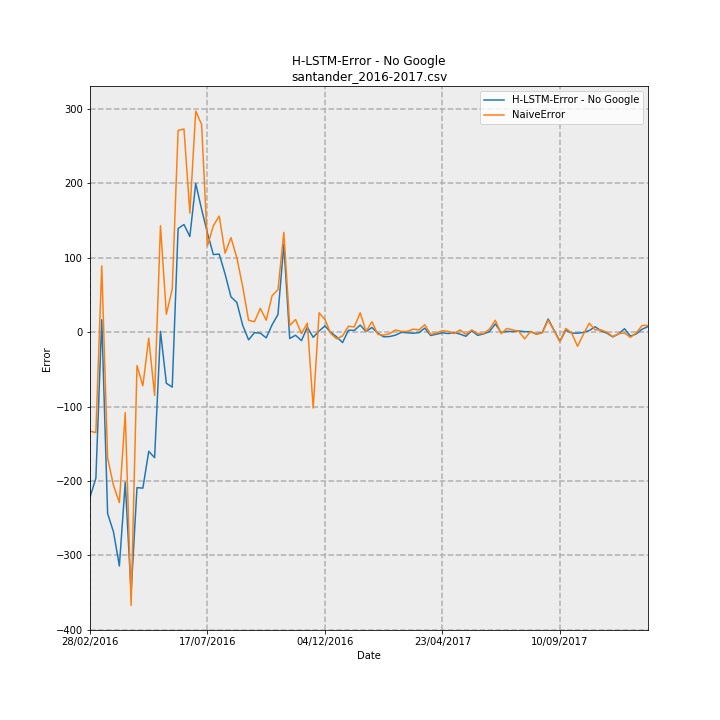 H-LSTM-Error - No Google
santander_2016-2017.csv
H-LSTM-Error - No Google
NaiveError
300
200
100
0
−100
−200
−300
−400
Error
28/02/2016
17/07/2016
04/12/2016
23/04/2017
10/09/2017
Date